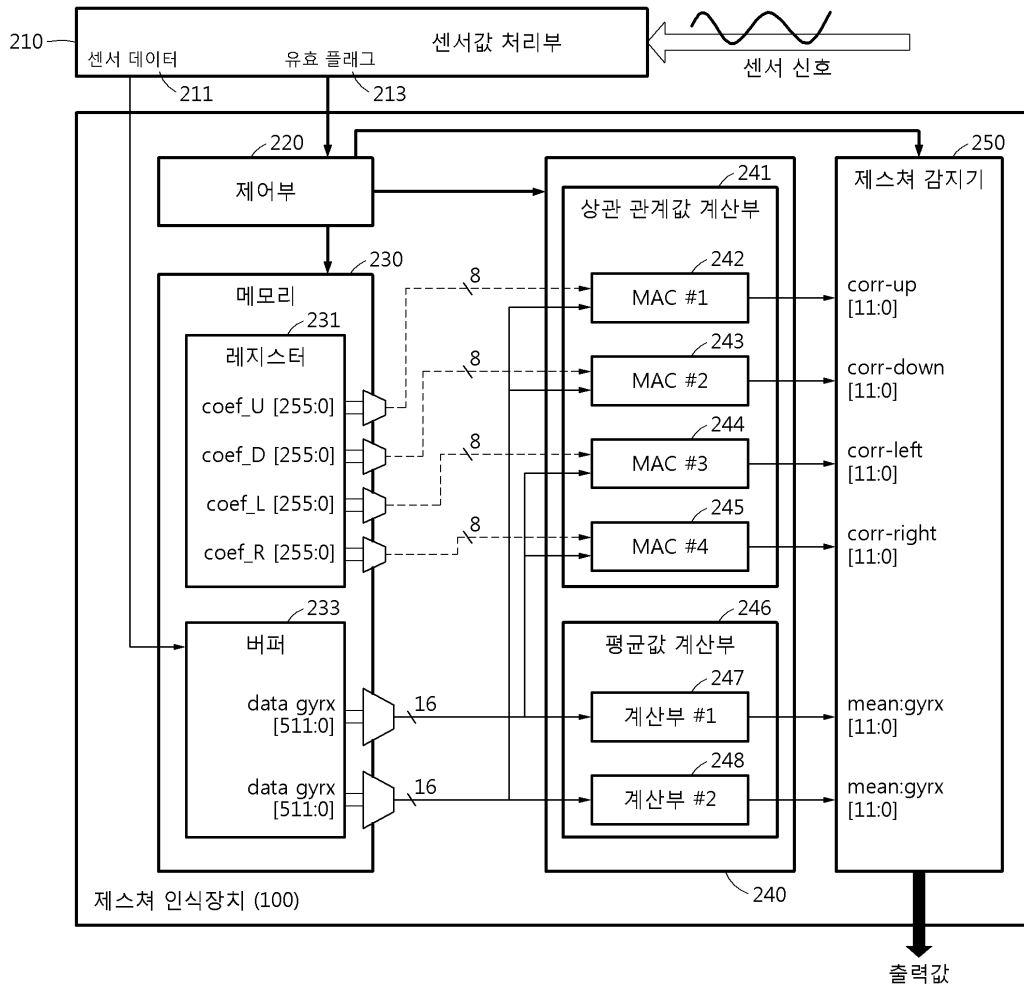 210
센서값 처리부
센서 데이터
유효 플래그
211
213
센서 신호
220
제어부
250
제스쳐 감지기
241
상관 관계값 계산부
230
메모리
231
레지스터
coef_U [255:0]
coef_D [255:0]
coef_L [255:0]
coef_R [255:0]
8
8
8
8
242
MAC #1
243
MAC #2
244
MAC #3
245
MAC #4
corr-up
[11:0]
corr-down
[11:0]
corr-left
[11:0]
corr-right
[11:0]
233
버퍼
data gyrx
[511:0]
data gyrx
[511:0]
16
16
246
평균값 계산부
247
계산부 #1
248
계산부 #2
mean:gyrx
[11:0]
mean:gyrx
[11:0]
240
제스쳐 인식장치 (100)
출력값